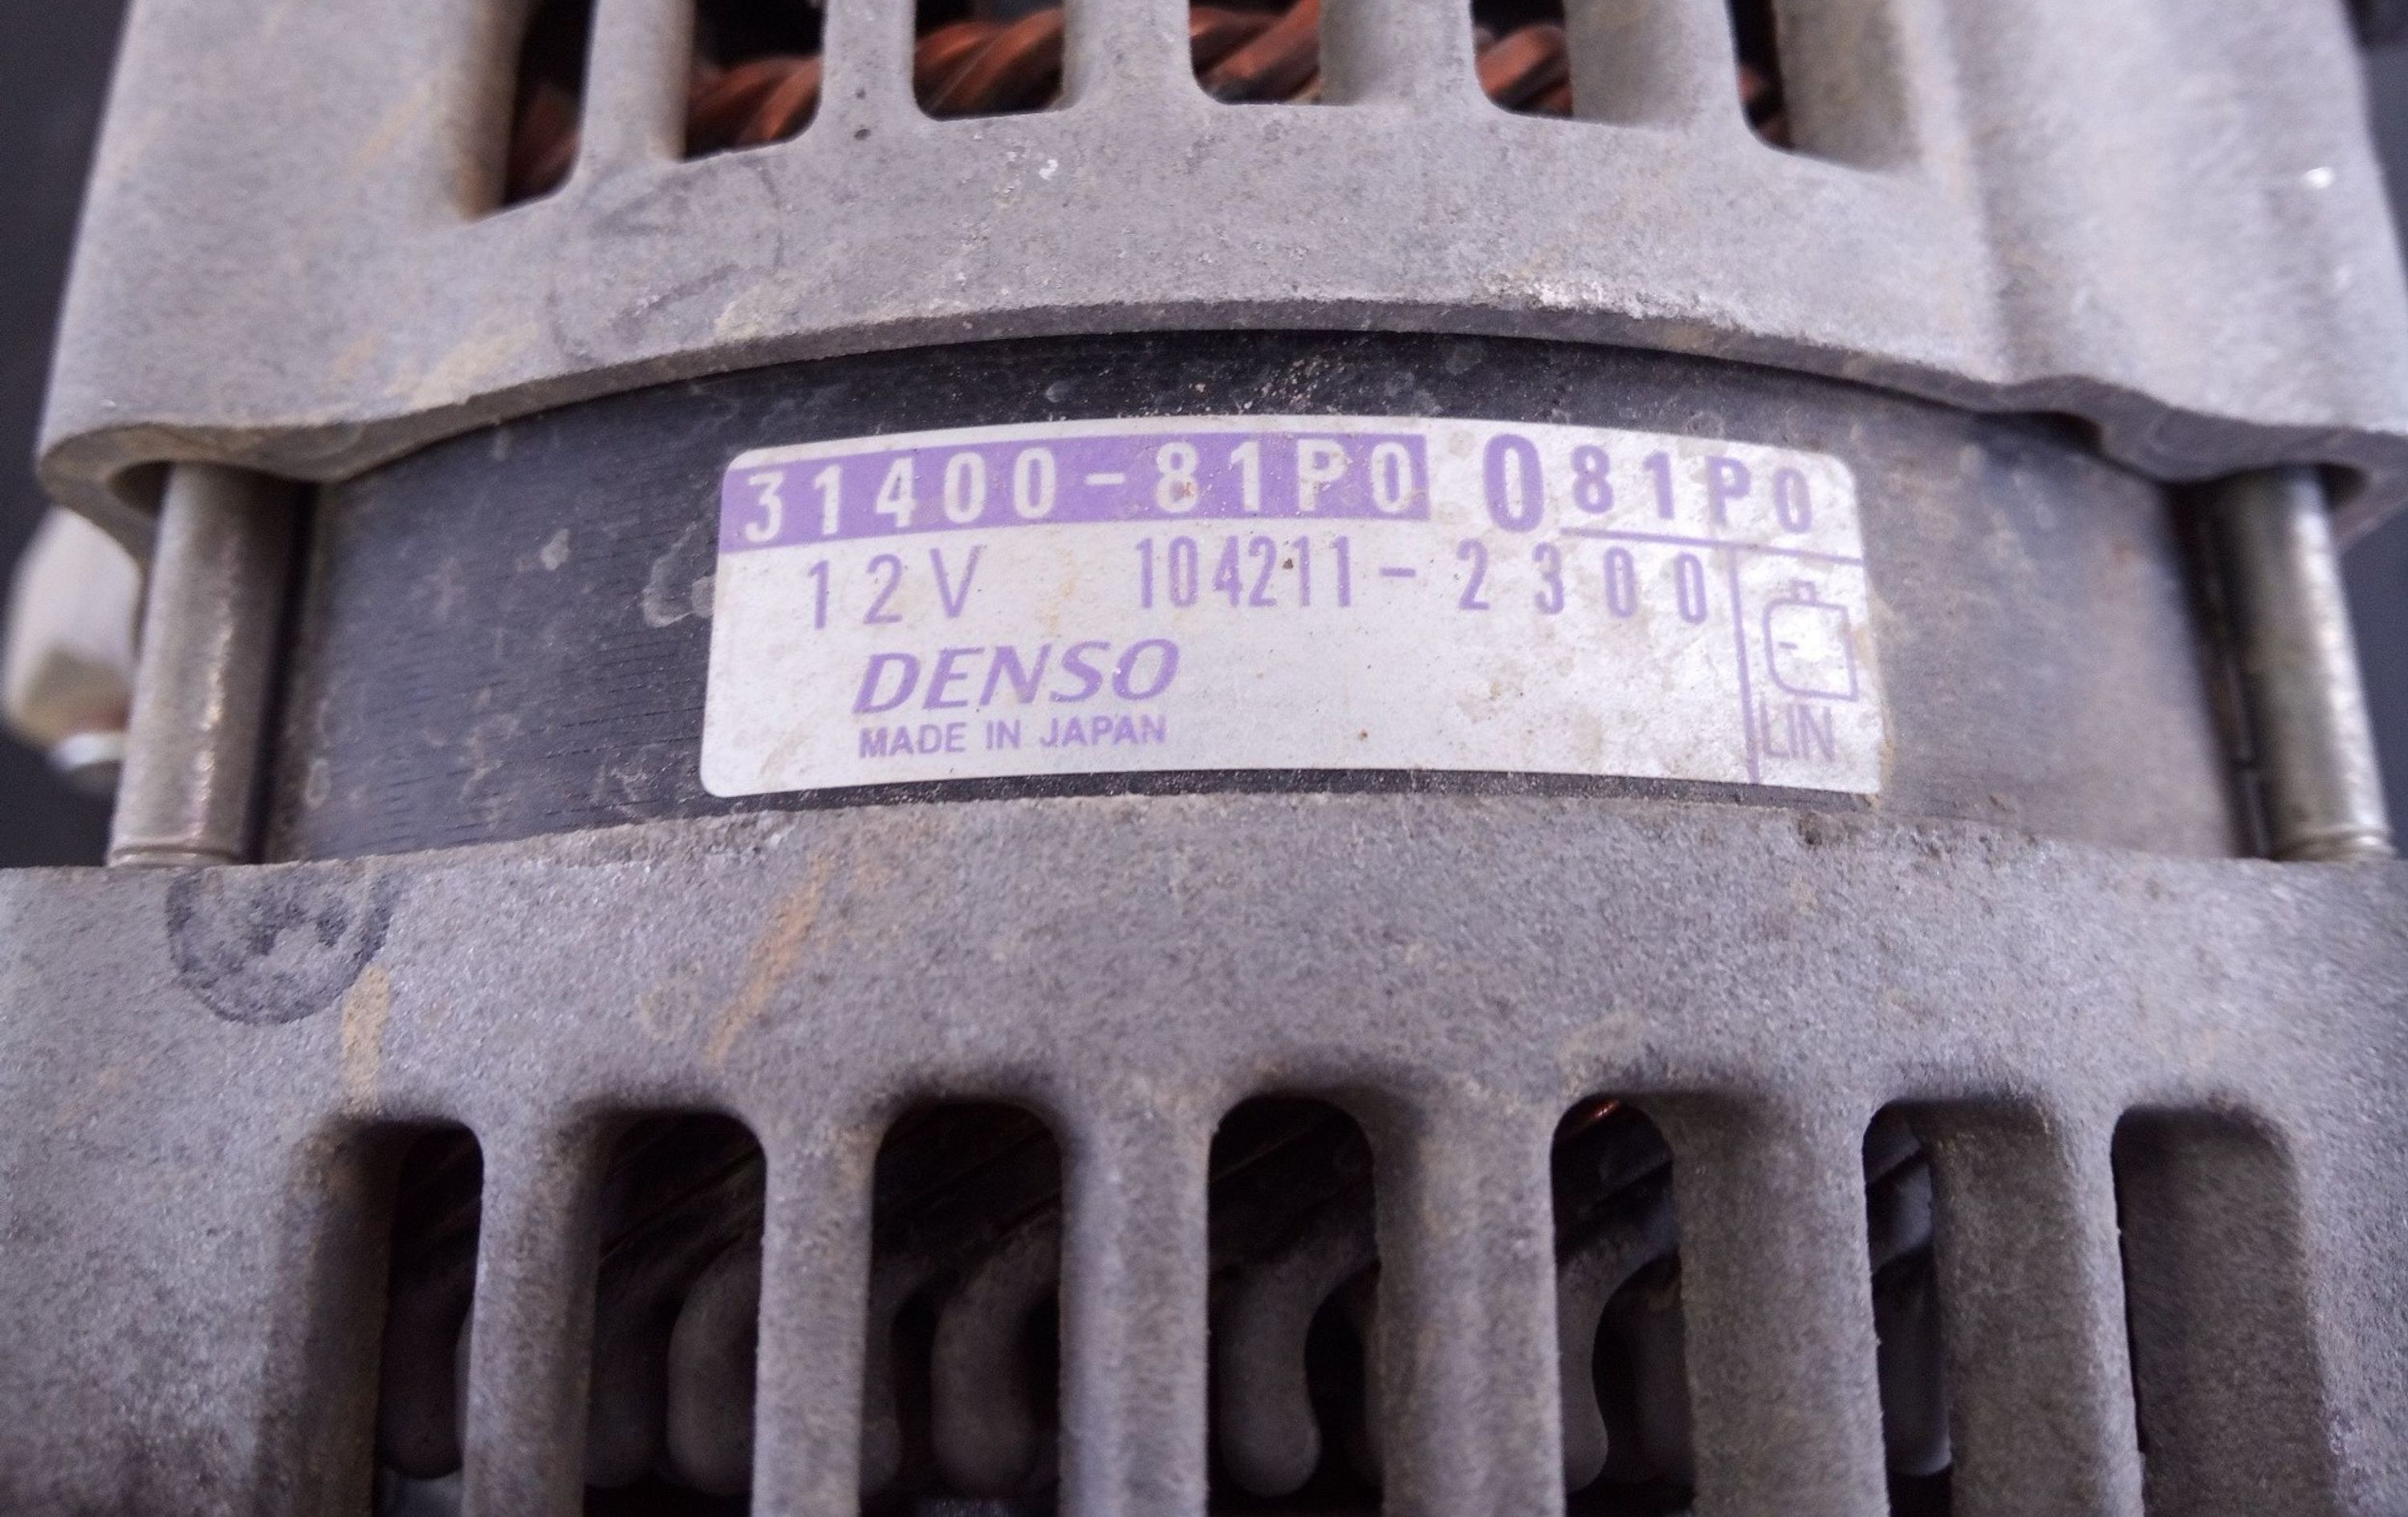 31400-81P0 081P0
12V 104211-2300
DENSO
MADE IN JAPAN
LIN